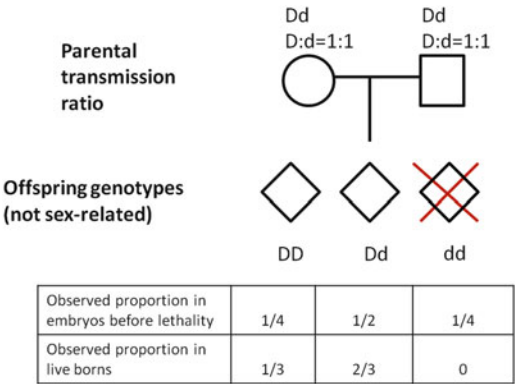 Dd Dd
D:d=1:1 D:d=1:1
Parental
transmission
ratio
Offspring genotypes
(not sex-related)
DD Dd dd
Observed proportion in
embryos before lethality 1/4 1/2 1/4
Observed proportion in
live borns 1/3 2/3 0